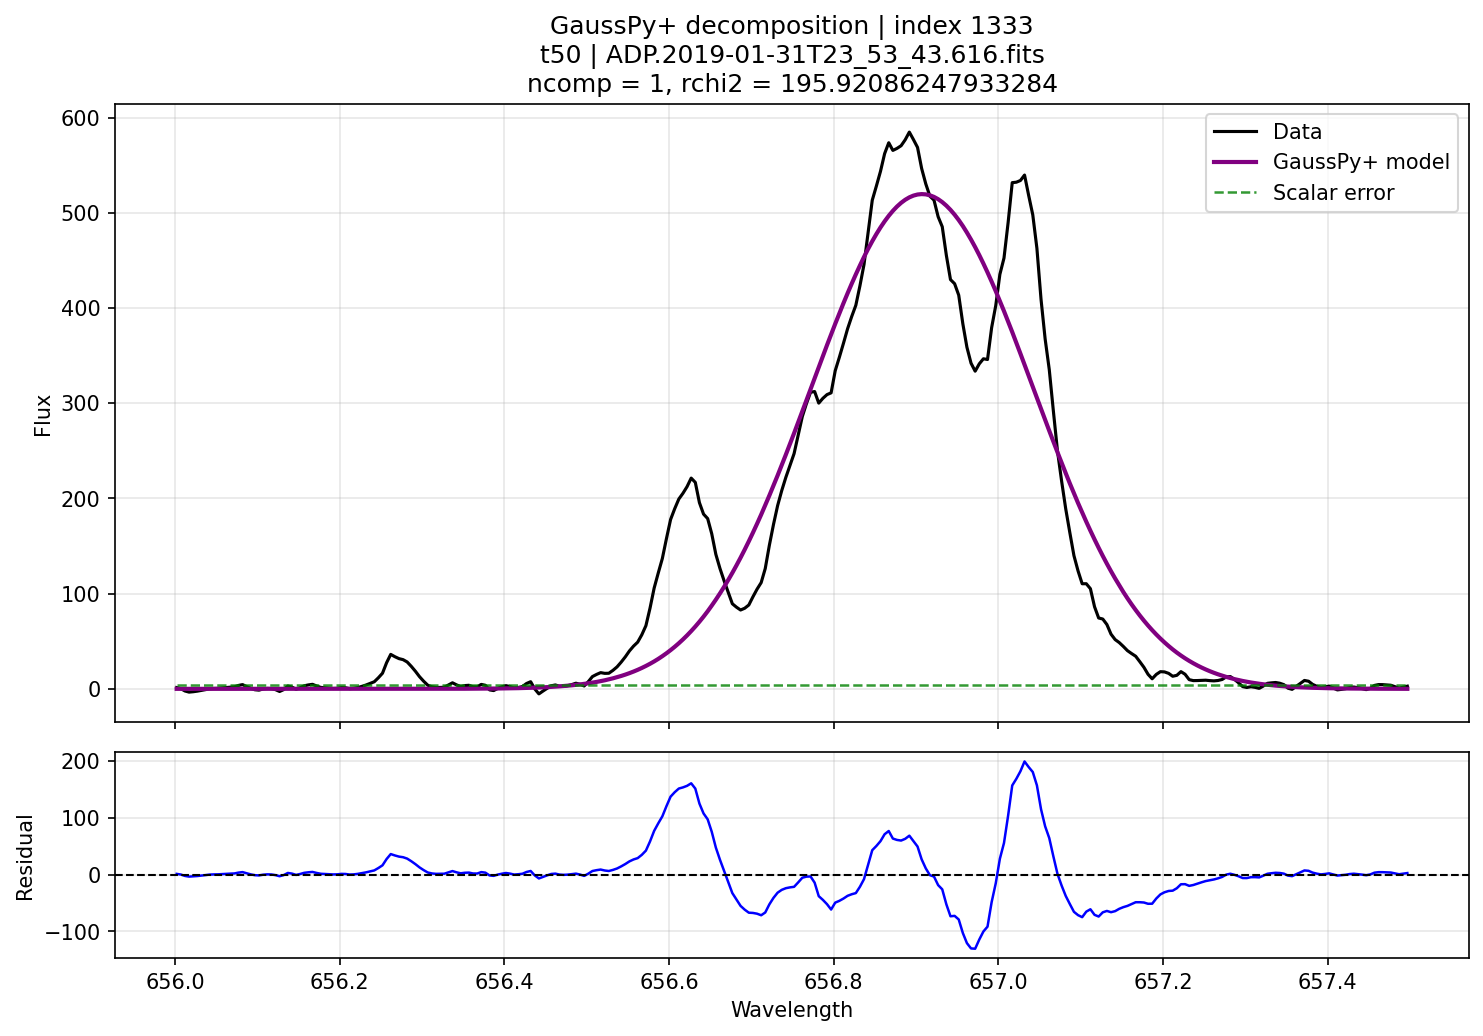 GaussPy+ decomposition | index 1333
t50 | ADP.2019-01-31T23_53_43.616.fits
ncomp = 1, rchi2 = 195.92086247933284
Data
GaussPy+ model
Scalar error
600
500
400
300
200
100
0
Flux
200
100
0
−100
Residual
656.0
656.2
656.4
656.6
656.8
657.0
657.2
657.4
Wavelength